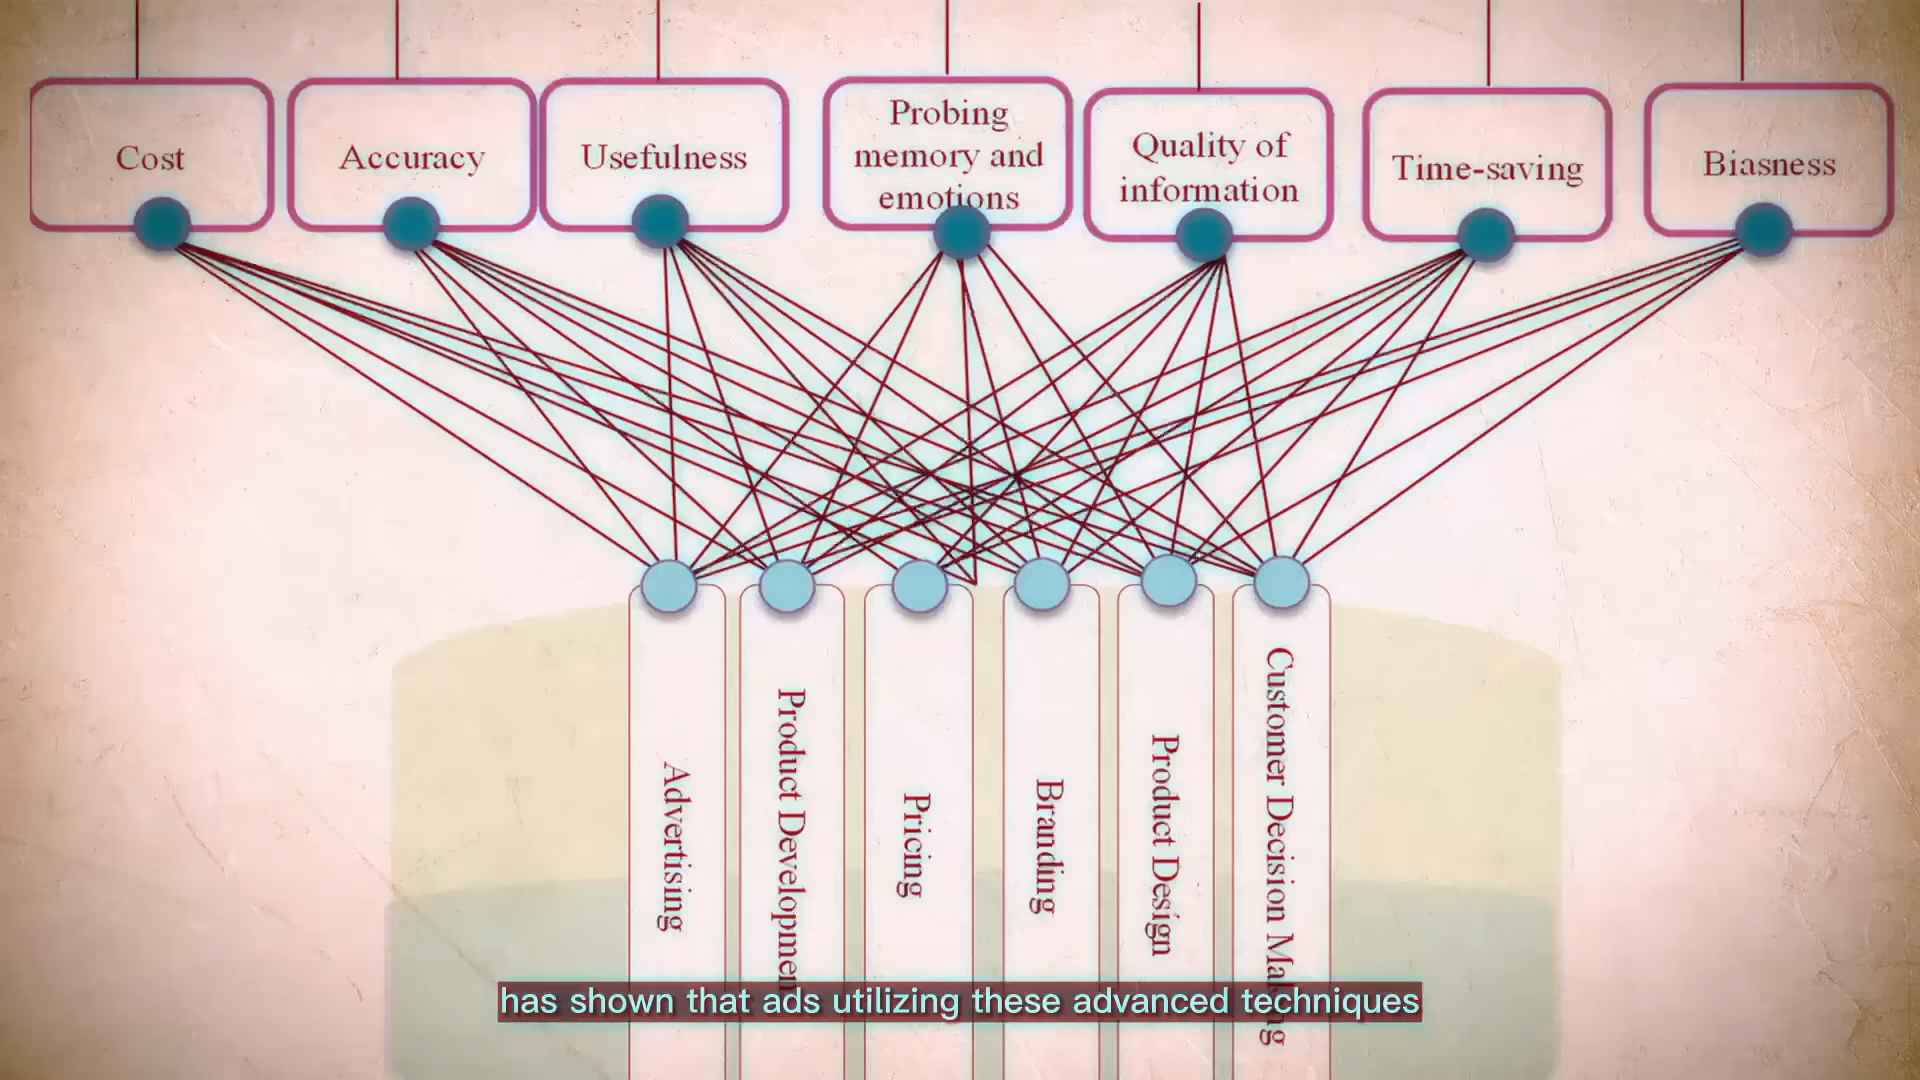 Cost
Accuracy
Usefulness
Probing
memory and
emotions
Quality of
information
Time-saving
Biasness
Advertising
Product Developmen
Pricing
Branding
Product Design
Customer Decision Making
has shown that ads utilizing these advanced techniques